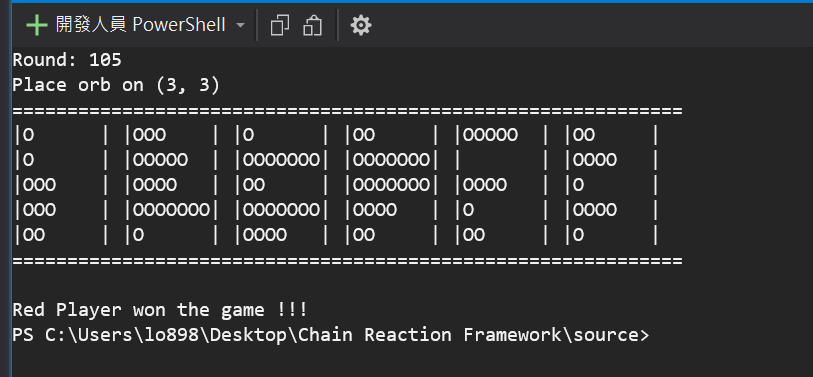 開發人員 PowerShell
Round: 105
Place orb on (3, 3)
=============================================================
|O      | |OOO    | |O      | |OO     | |OOOOO  | |OO     |
|O      | |OOOOO  | |OOOOOOO| |OOOOOOO| |       | |OOOO   |
|OOO    | |OOOO   | |OO     | |OOOOOOO| |OOOO   | |O      |
|OOO    | |OOOOOOO| |OOOOOOO| |OOOO   | |O      | |OOOO   |
|OO     | |O      | |OOOO   | |OO     | |OO     | |O      |
=============================================================
Red Player won the game !!!
PS C:\Users\lo898\Desktop\Chain Reaction Framework\source>